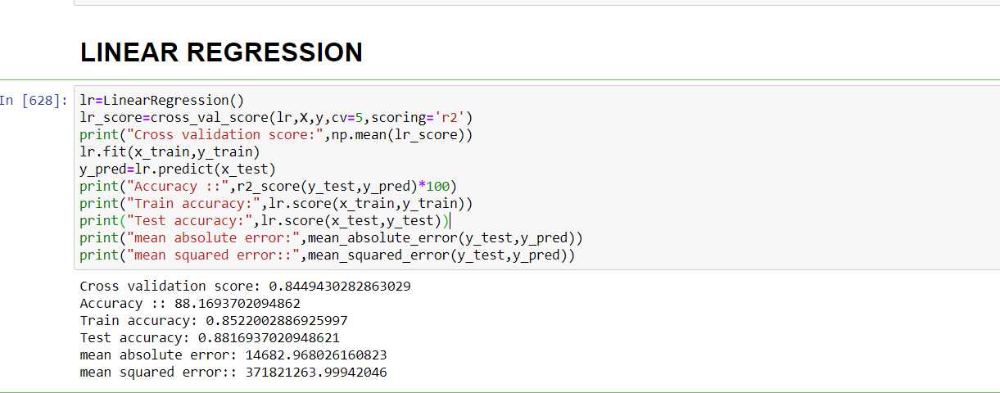 LINEAR REGRESSION
In [628]:
lr=LinearRegression()
lr_score=cross_val_score(lr,X,y,cv=5,scoring='r2')
print("Cross validation score:",np.mean(lr_score))
lr.fit(x_train,y_train)
y_pred=lr.predict(x_test)
print("Accuracy ::",r2_score(y_test,y_pred)*100)
print("Train accuracy:",lr.score(x_train,y_train))
print("Test accuracy:",lr.score(x_test,y_test))
print("mean absolute error:",mean_absolute_error(y_test,y_pred))
print("mean squared error::",mean_squared_error(y_test,y_pred))
Cross validation score: 0.8449430282863029
Accuracy :: 88.1693702094862
Train accuracy: 0.8522002886925997
Test accuracy: 0.8816937020948621
mean absolute error: 14682.968026160823
mean squared error:: 371821263.99942046